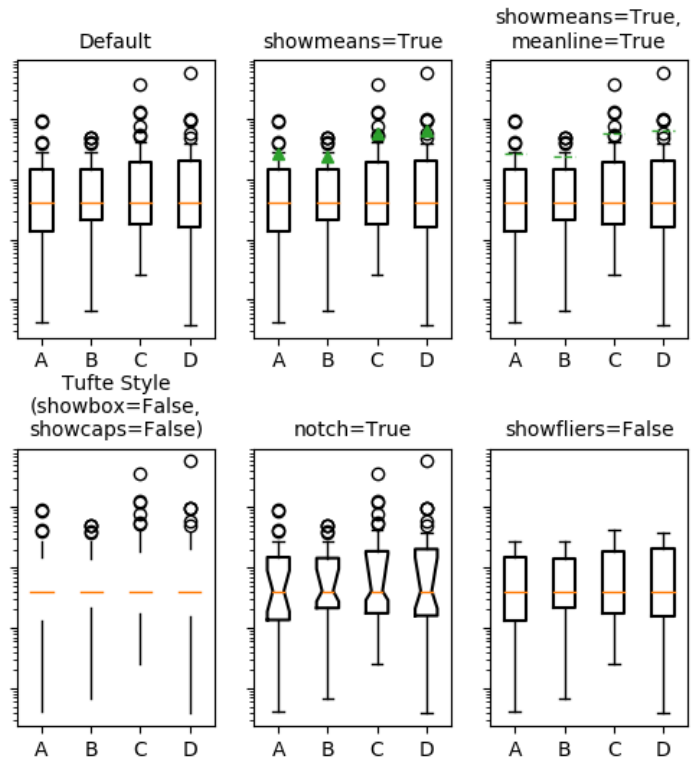 Default
showmeans=True
showmeans=True,
meanline=True
A B C D
A B C D
A B C D
Tufte Style
(showbox=False,
showcaps=False)
notch=True
showfliers=False
A B C D
A B C D
A B C D